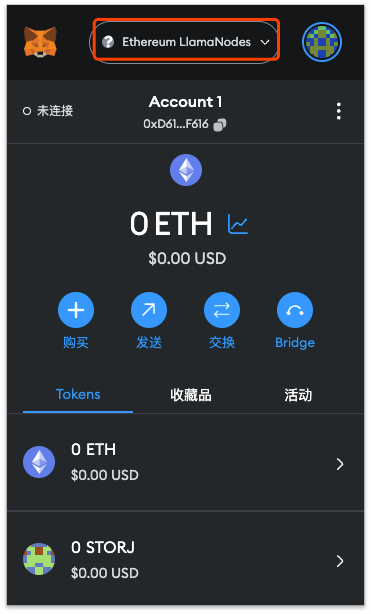 Ethereum LlamaNodes
未连接
Account 1
0xD61...F616
0 ETH
$0.00 USD
购买
发送
交换
Bridge
Tokens
收藏品
活动
0 ETH
$0.00 USD
0 STORJ
$0.00 USD